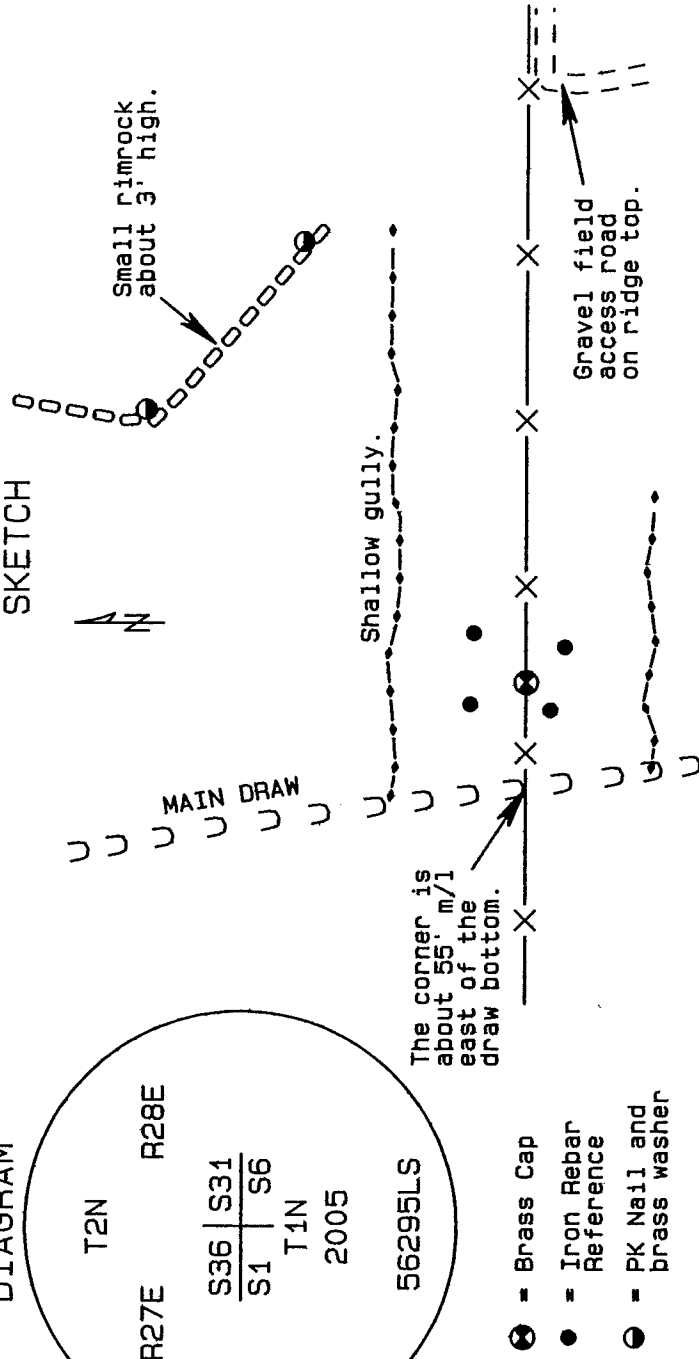 DIAGRAM
T2N
R27E R28E
S36 S31
S1 S6
T1N
2005
56295LS
= Brass Cap
= Iron Rebar
Reference
= PK Nail and
brass washer
SKETCH
N
Small rimrock
about 3' high.
MAIN DRAW
Shallow gully.
The corner is
about 55' m/l
east of the
draw bottom.
Gravel field
access road
on ridge top.